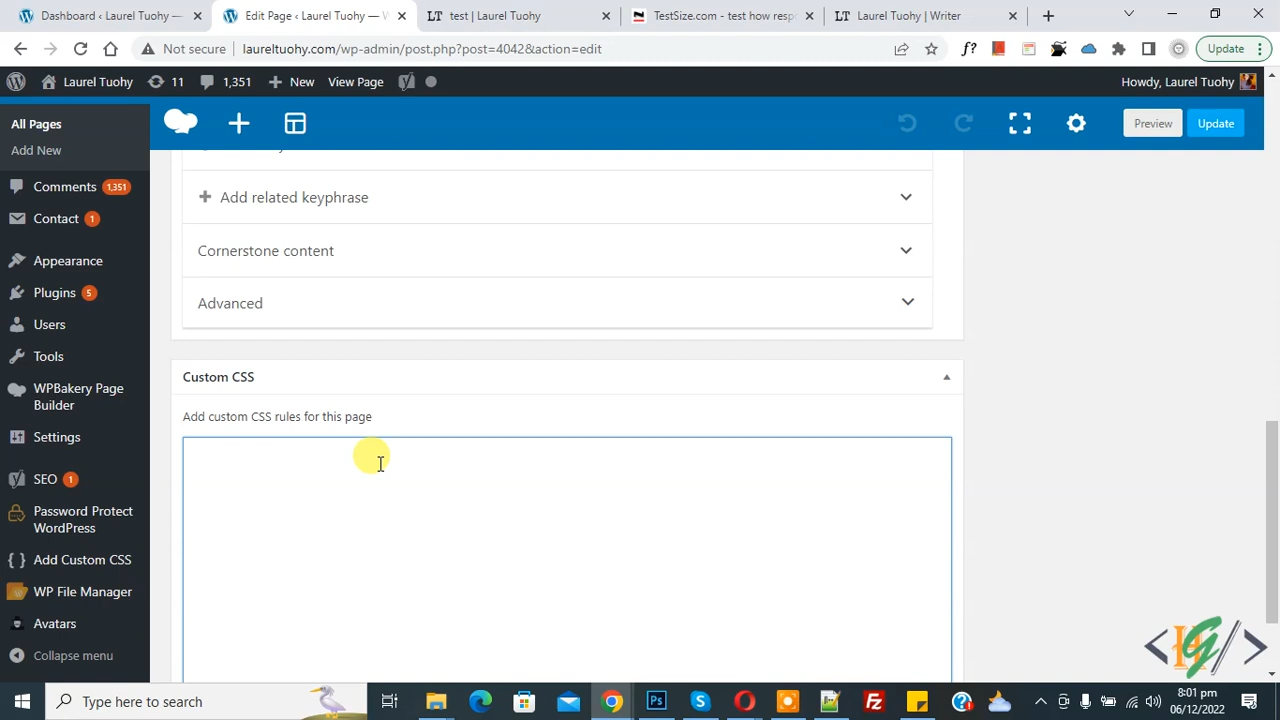 Dashboard ‹ Laurel Tuohy —
Edit Page ‹ Laurel Tuohy — W
test | Laurel Tuohy
TestSize.com - test how resp
Laurel Tuohy | Writer
Not secure
laureltuohy.com/wp-admin/post.php?post=4042&action=edit
f?
Update
Laurel Tuohy
11
1,351
New
View Page
Howdy, Laurel Tuohy
All Pages
Add New
Comments 1,351
Contact 1
Appearance
Plugins 5
Users
Tools
WPBakery Page
Builder
Settings
SEO 1
Password Protect
WordPress
Add Custom CSS
WP File Manager
Avatars
Collapse menu
Preview
Update
Add related keyphrase
Cornerstone content
Advanced
Custom CSS
Add custom CSS rules for this page
Type here to search
8:01 pm
06/12/2022